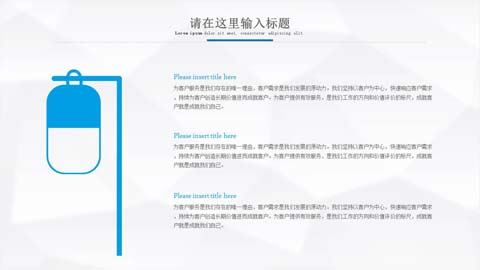 请在这里输入标题
Lorem ipsum dolor sit amet, consectetur adipisicing elit.
Please insert title here
为客户服务是我们存在的唯一理由，客户需求是我们发展的原动力。我们坚持以客户为中心，快速响应客户需求
，持续为客户创造长期价值进而成就客户。为客户提供有效服务，是我们工作的方向和价值评价的标尺，成就客
户就是成就我们自己。
Please insert title here
为客户服务是我们存在的唯一理由，客户需求是我们发展的原动力。我们坚持以客户为中心，快速响应客户需求
，持续为客户创造长期价值进而成就客户。为客户提供有效服务，是我们工作的方向和价值评价的标尺，成就客
户就是成就我们自己。
Please insert title here
为客户服务是我们存在的唯一理由，客户需求是我们发展的原动力。我们坚持以客户为中心，快速响应客户需求
，持续为客户创造长期价值进而成就客户。为客户提供有效服务，是我们工作的方向和价值评价的标尺，成就客
户就是成就我们自己。